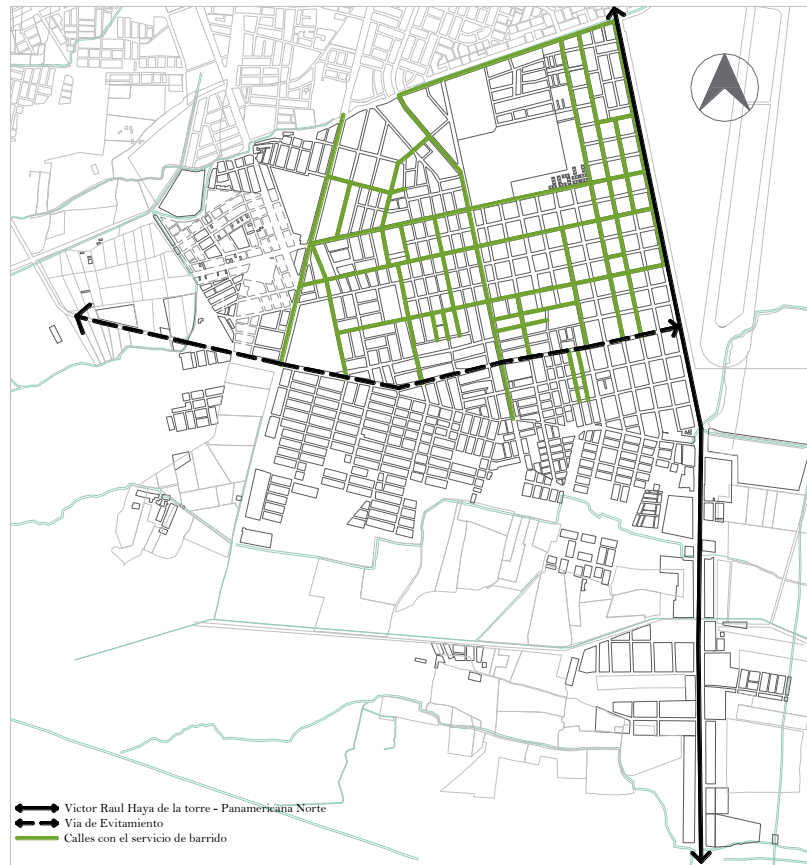 Victor Raul Haya de la torre - Panamericana Norte
Via de Evitamiento
Calles con el servicio de barrido